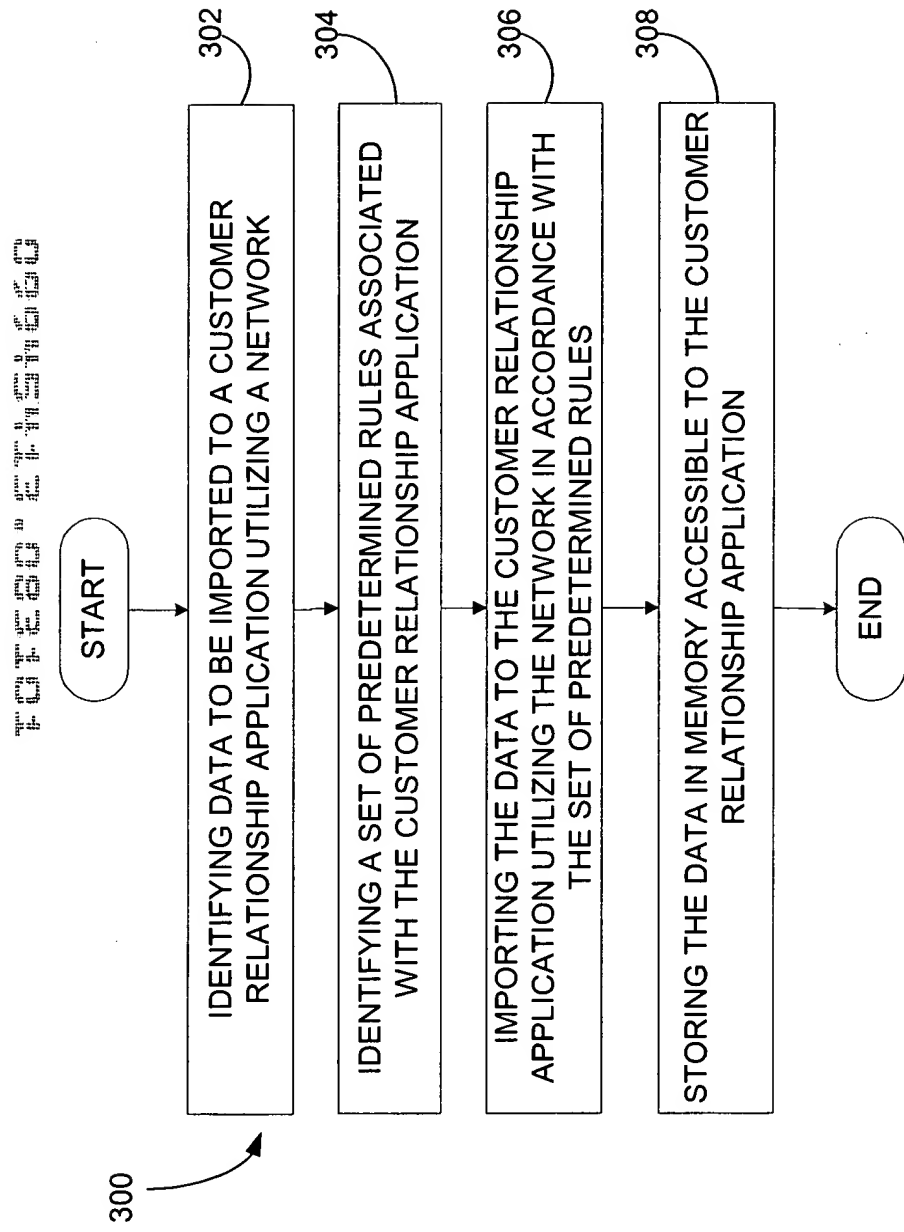 START
302
IDENTIFYING DATA TO BE IMPORTED TO A CUSTOMER
RELATIONSHIP APPLICATION UTILIZING A NETWORK
304
IDENTIFYING A SET OF PREDETERMINED RULES ASSOCIATED
WITH THE CUSTOMER RELATIONSHIP APPLICATION
306
IMPORTING THE DATA TO THE CUSTOMER RELATIONSHIP
APPLICATION UTILIZING THE NETWORK IN ACCORDANCE WITH
THE SET OF PREDETERMINED RULES
308
STORING THE DATA IN MEMORY ACCESSIBLE TO THE CUSTOMER
RELATIONSHIP APPLICATION
END
300